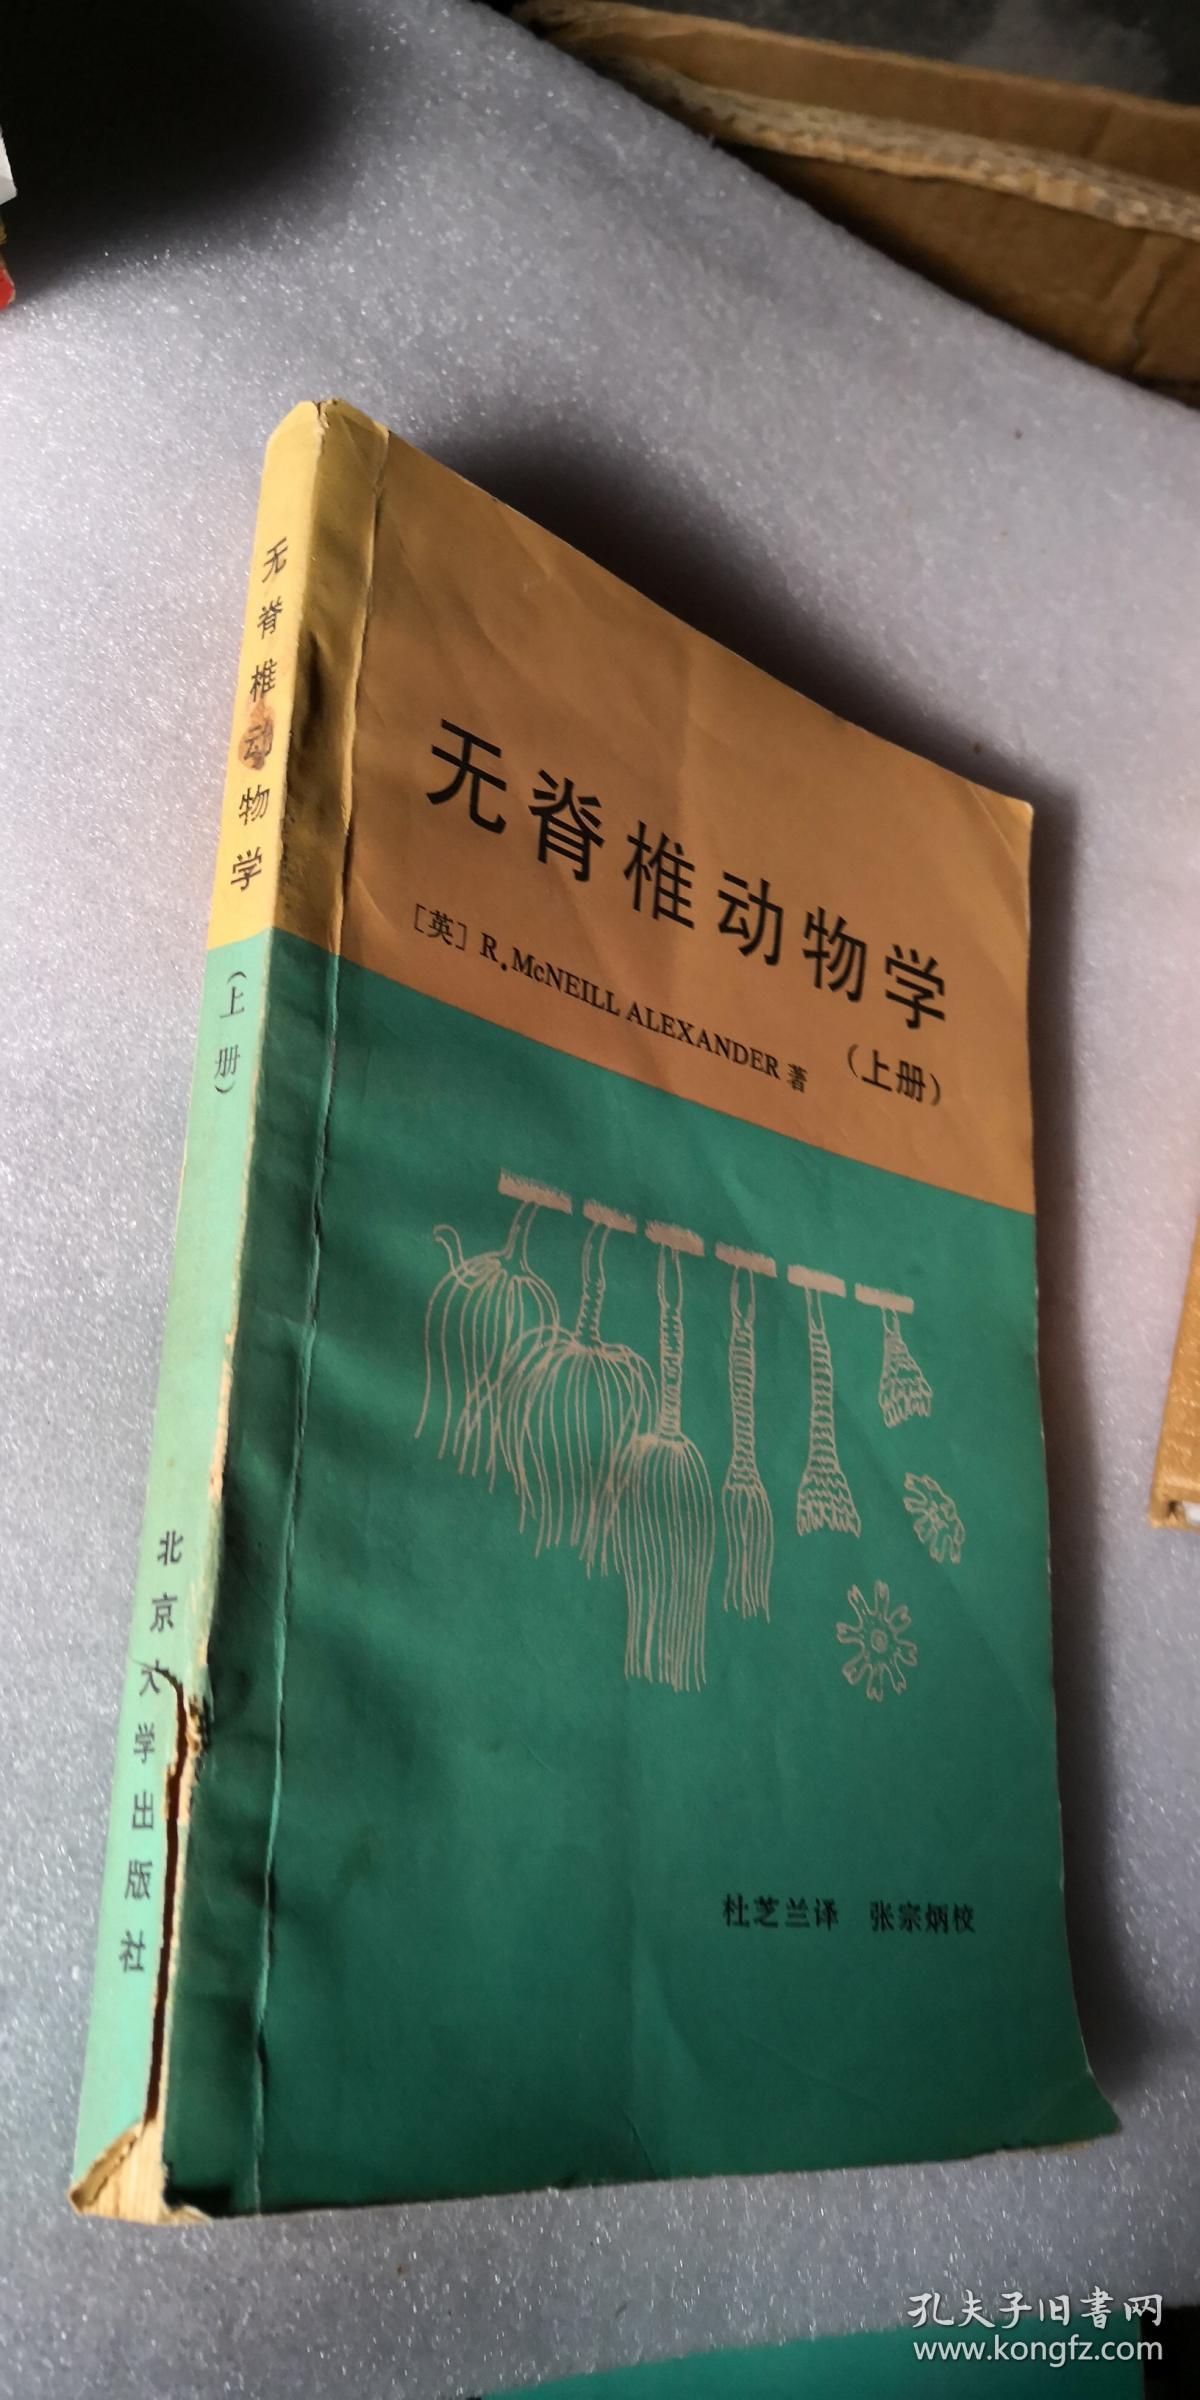 无脊椎动物学
(上册)
北京大学出版社
无脊椎动物学
(上册)
[英] R.McNEILL ALEXANDER 著
杜芝兰译 张宗炳校
孔夫子旧书网
www.kongfz.com